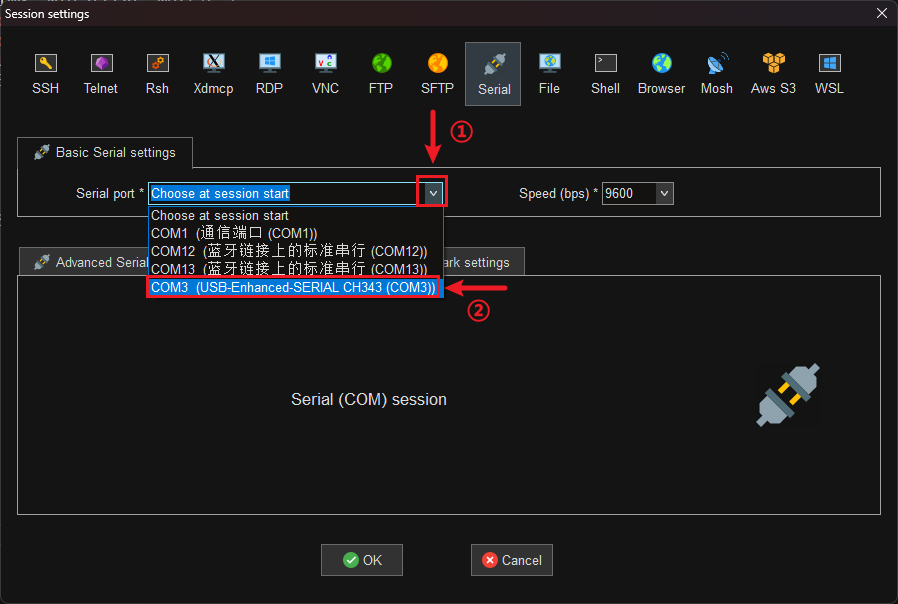 Session settings
SSH Telnet Rsh Xdmcp RDP VNC FTP SFTP Serial File Shell Browser Mosh Aws S3 WSL
①
Basic Serial settings
Serial port * Choose at session start Speed (bps) * 9600
Choose at session start
COM1 (通信端口 (COM1))
COM12 (蓝牙链接上的标准串行 (COM12))
Advanced Serial ark settings
COM13 (蓝牙链接上的标准串行 (COM13))
COM3 (USB-Enhanced-SERIAL CH343 (COM3))
②
Serial (COM) session
OK Cancel